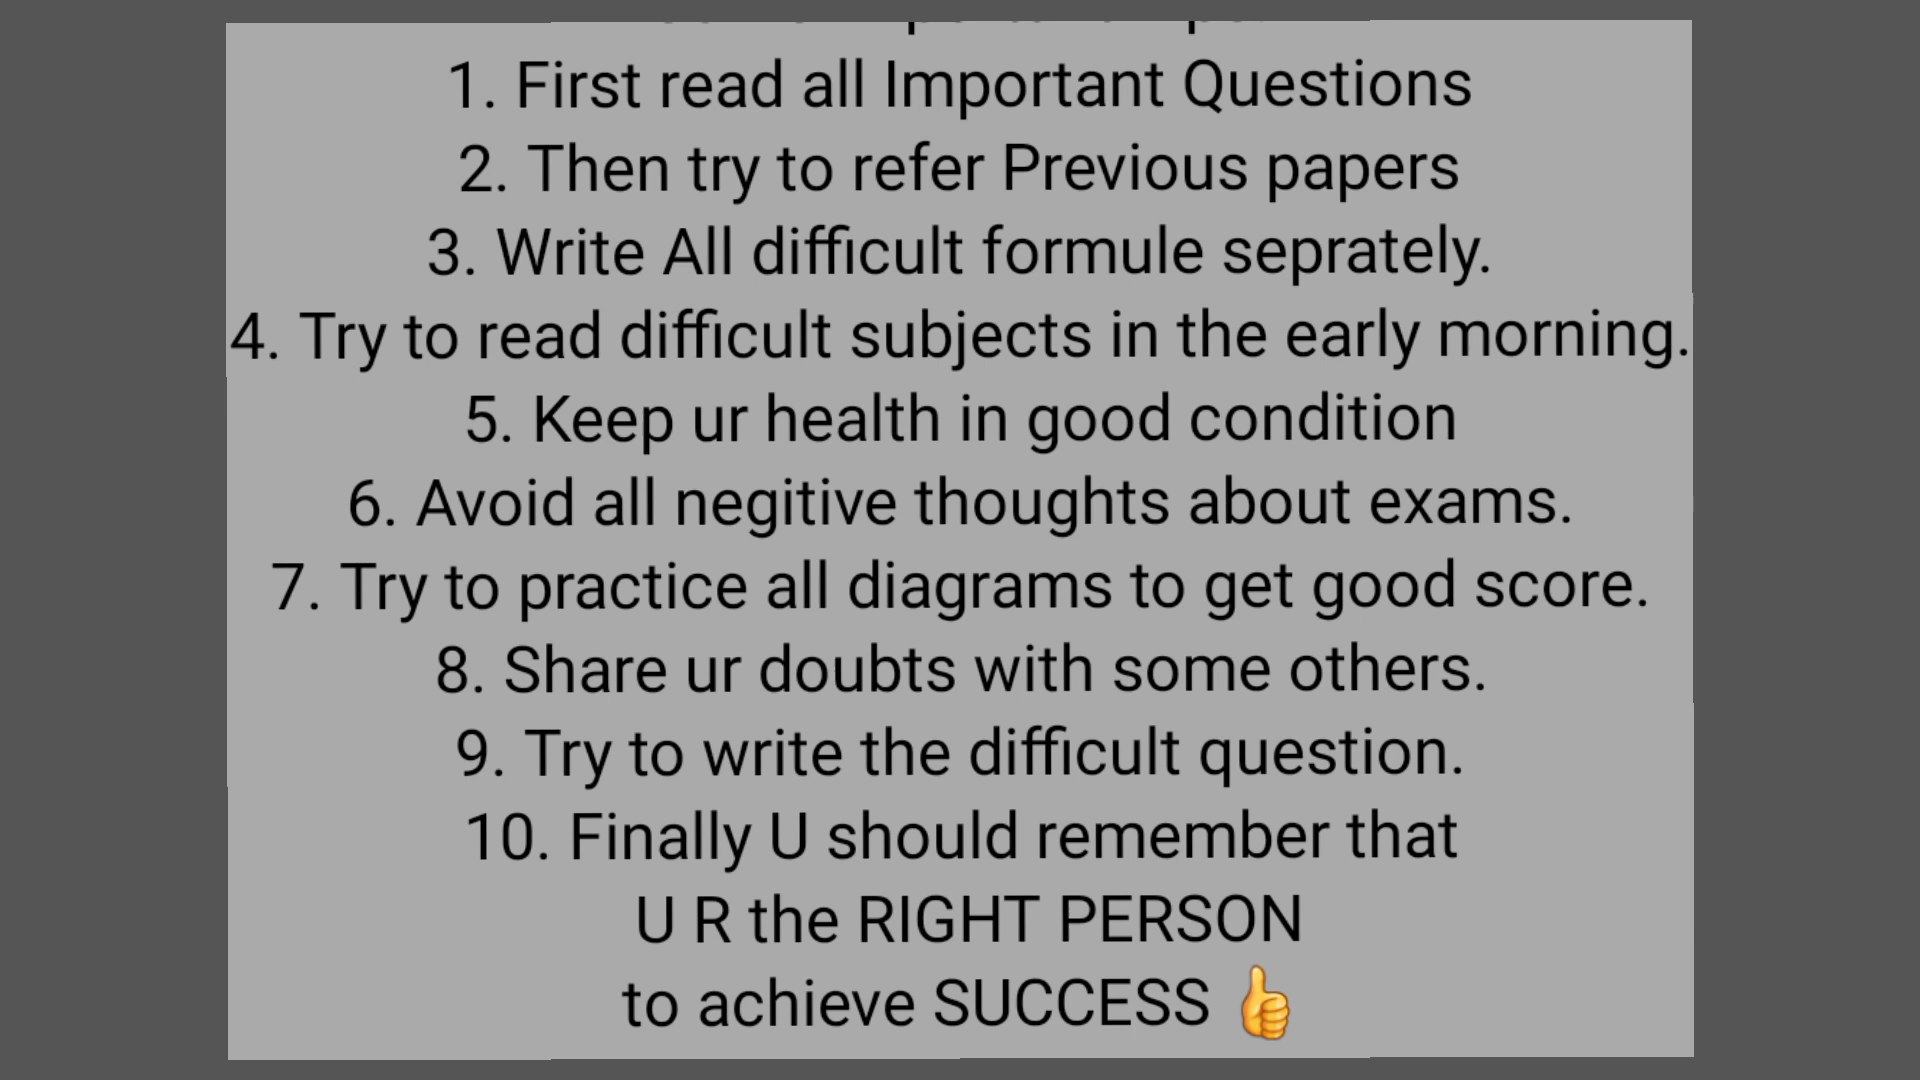 1. First read all Important Questions
2. Then try to refer Previous papers
3. Write All difficult formule seprately.
4. Try to read difficult subjects in the early morning.
5. Keep ur health in good condition
6. Avoid all negitive thoughts about exams.
7. Try to practice all diagrams to get good score.
8. Share ur doubts with some others.
9. Try to write the difficult question.
10. Finally U should remember that
U R the RIGHT PERSON
to achieve SUCCESS 👍